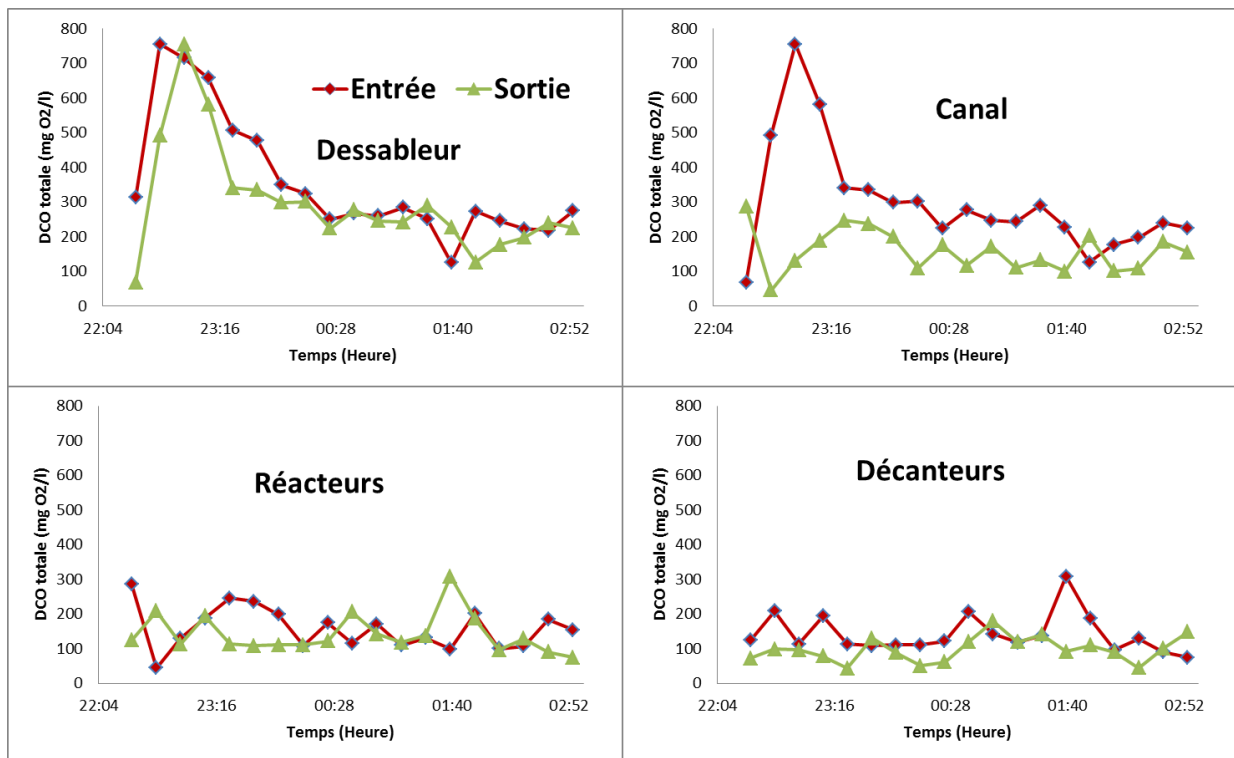 DCO totale (mg O2/l)
800
700
600
500
400
300
200
100
0
Entrée Sortie
Dessableur
22:04 23:16 00:28 01:40 02:52
Temps (Heure)
DCO totale (mg O2/l)
800
700
600
500
400
300
200
100
0
Canal
22:04 23:16 00:28 01:40 02:52
Temps (Heure)
DCO totale (mg O2/l)
800
700
600
500
400
300
200
100
0
Réacteurs
22:04 23:16 00:28 01:40 02:52
Temps (Heure)
DCO totale (mg O2/l)
800
700
600
500
400
300
200
100
0
Décanteurs
22:04 23:16 00:28 01:40 02:52
Temps (Heure)